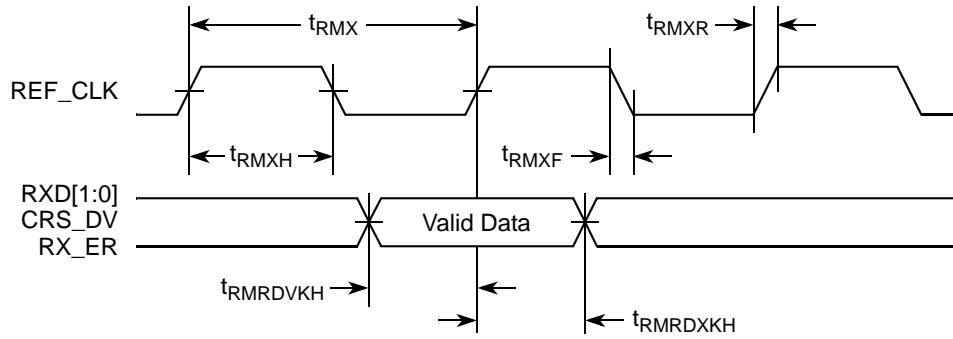 tRMX
tRMXR
REF_CLK
tRMXH
tRMXF
RXD[1:0]
CRS_DV
RX_ER
Valid Data
tRMRDVKH
tRMRDXKH